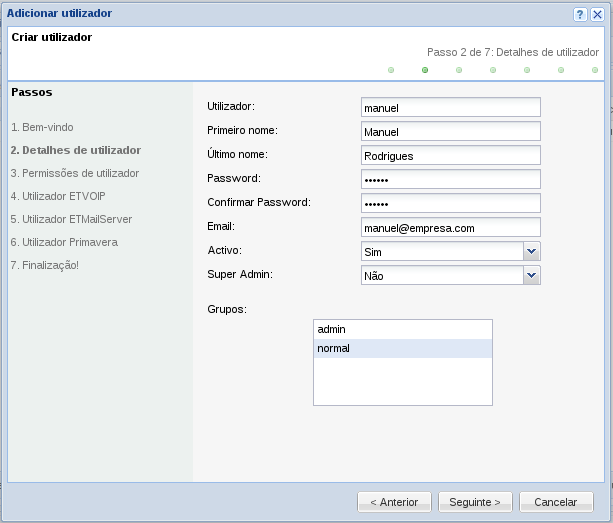 Adicionar utilizador
?
Criar utilizador
Passo 2 de 7: Detalhes de utilizador
Passos
1. Bem-vindo
2. Detalhes de utilizador
3. Permissões de utilizador
4. Utilizador ETVOIP
5. Utilizador ETMailServer
6. Utilizador Primavera
7. Finalização!
Utilizador: manuel
Primeiro nome: Manuel
Último nome: Rodrigues
Password: ••••••
Confirmar Password: ••••••
Email: manuel@empresa.com
Activo: Sim
Super Admin: Não
Grupos:
admin
normal
< Anterior
Seguinte >
Cancelar